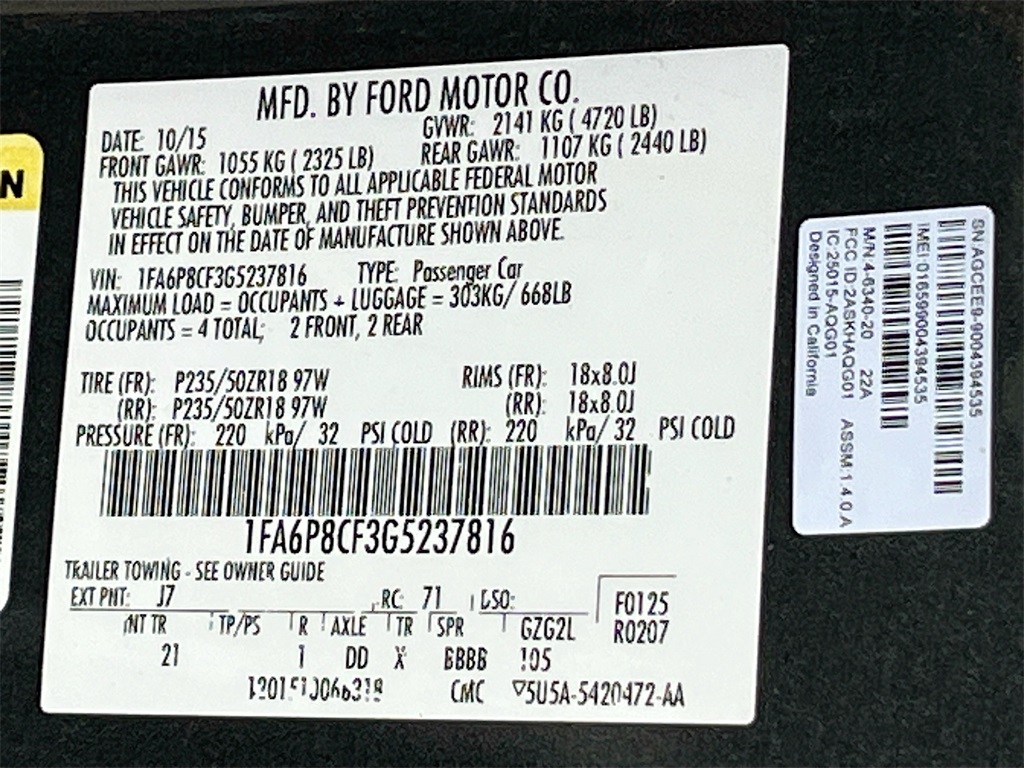 MFD. BY FORD MOTOR CO.
DATE: 10/15 GVWR: 2141 KG ( 4720 LB)
FRONT GAWR: 1055 KG ( 2325 LB) REAR GAWR: 1107 KG ( 2440 LB)
THIS VEHICLE CONFORMS TO ALL APPLICABLE FEDERAL MOTOR
VEHICLE SAFETY, BUMPER, AND THEFT PREVENTION STANDARDS
IN EFFECT ON THE DATE OF MANUFACTURE SHOWN ABOVE.
VIN: 1FA6P8CF3G5237816 TYPE: Passenger Car
MAXIMUM LOAD = OCCUPANTS + LUGGAGE = 303KG/ 668LB
OCCUPANTS = 4 TOTAL; 2 FRONT, 2 REAR
TIRE (FR): P235/50ZR18 97W RIMS (FR): 18x8.0J
(RR): P235/50ZR18 97W (RR): 18x8.0J
PRESSURE (FR): 220 kPa/ 32 PSI COLD (RR): 220 kPa/ 32 PSI COLD
1FA6P8CF3G5237816
TRAILER TOWING - SEE OWNER GUIDE
EXT PNT: J7 RC: 71 DSO: F0125
INT TR TP/PS R AXLE TR SPR GZG2L R0207
21 1 DD X BBBB 105
CMC ▽5U5A-5420472-AA
N
SN:AGCEE9-9004394535
IMEI:016599004394535
M/N:4-6340-20 22A
FCC ID:2ASKHAQG01 ASSM:1.4.0.A
IC:25015-AQG01
Designed in California